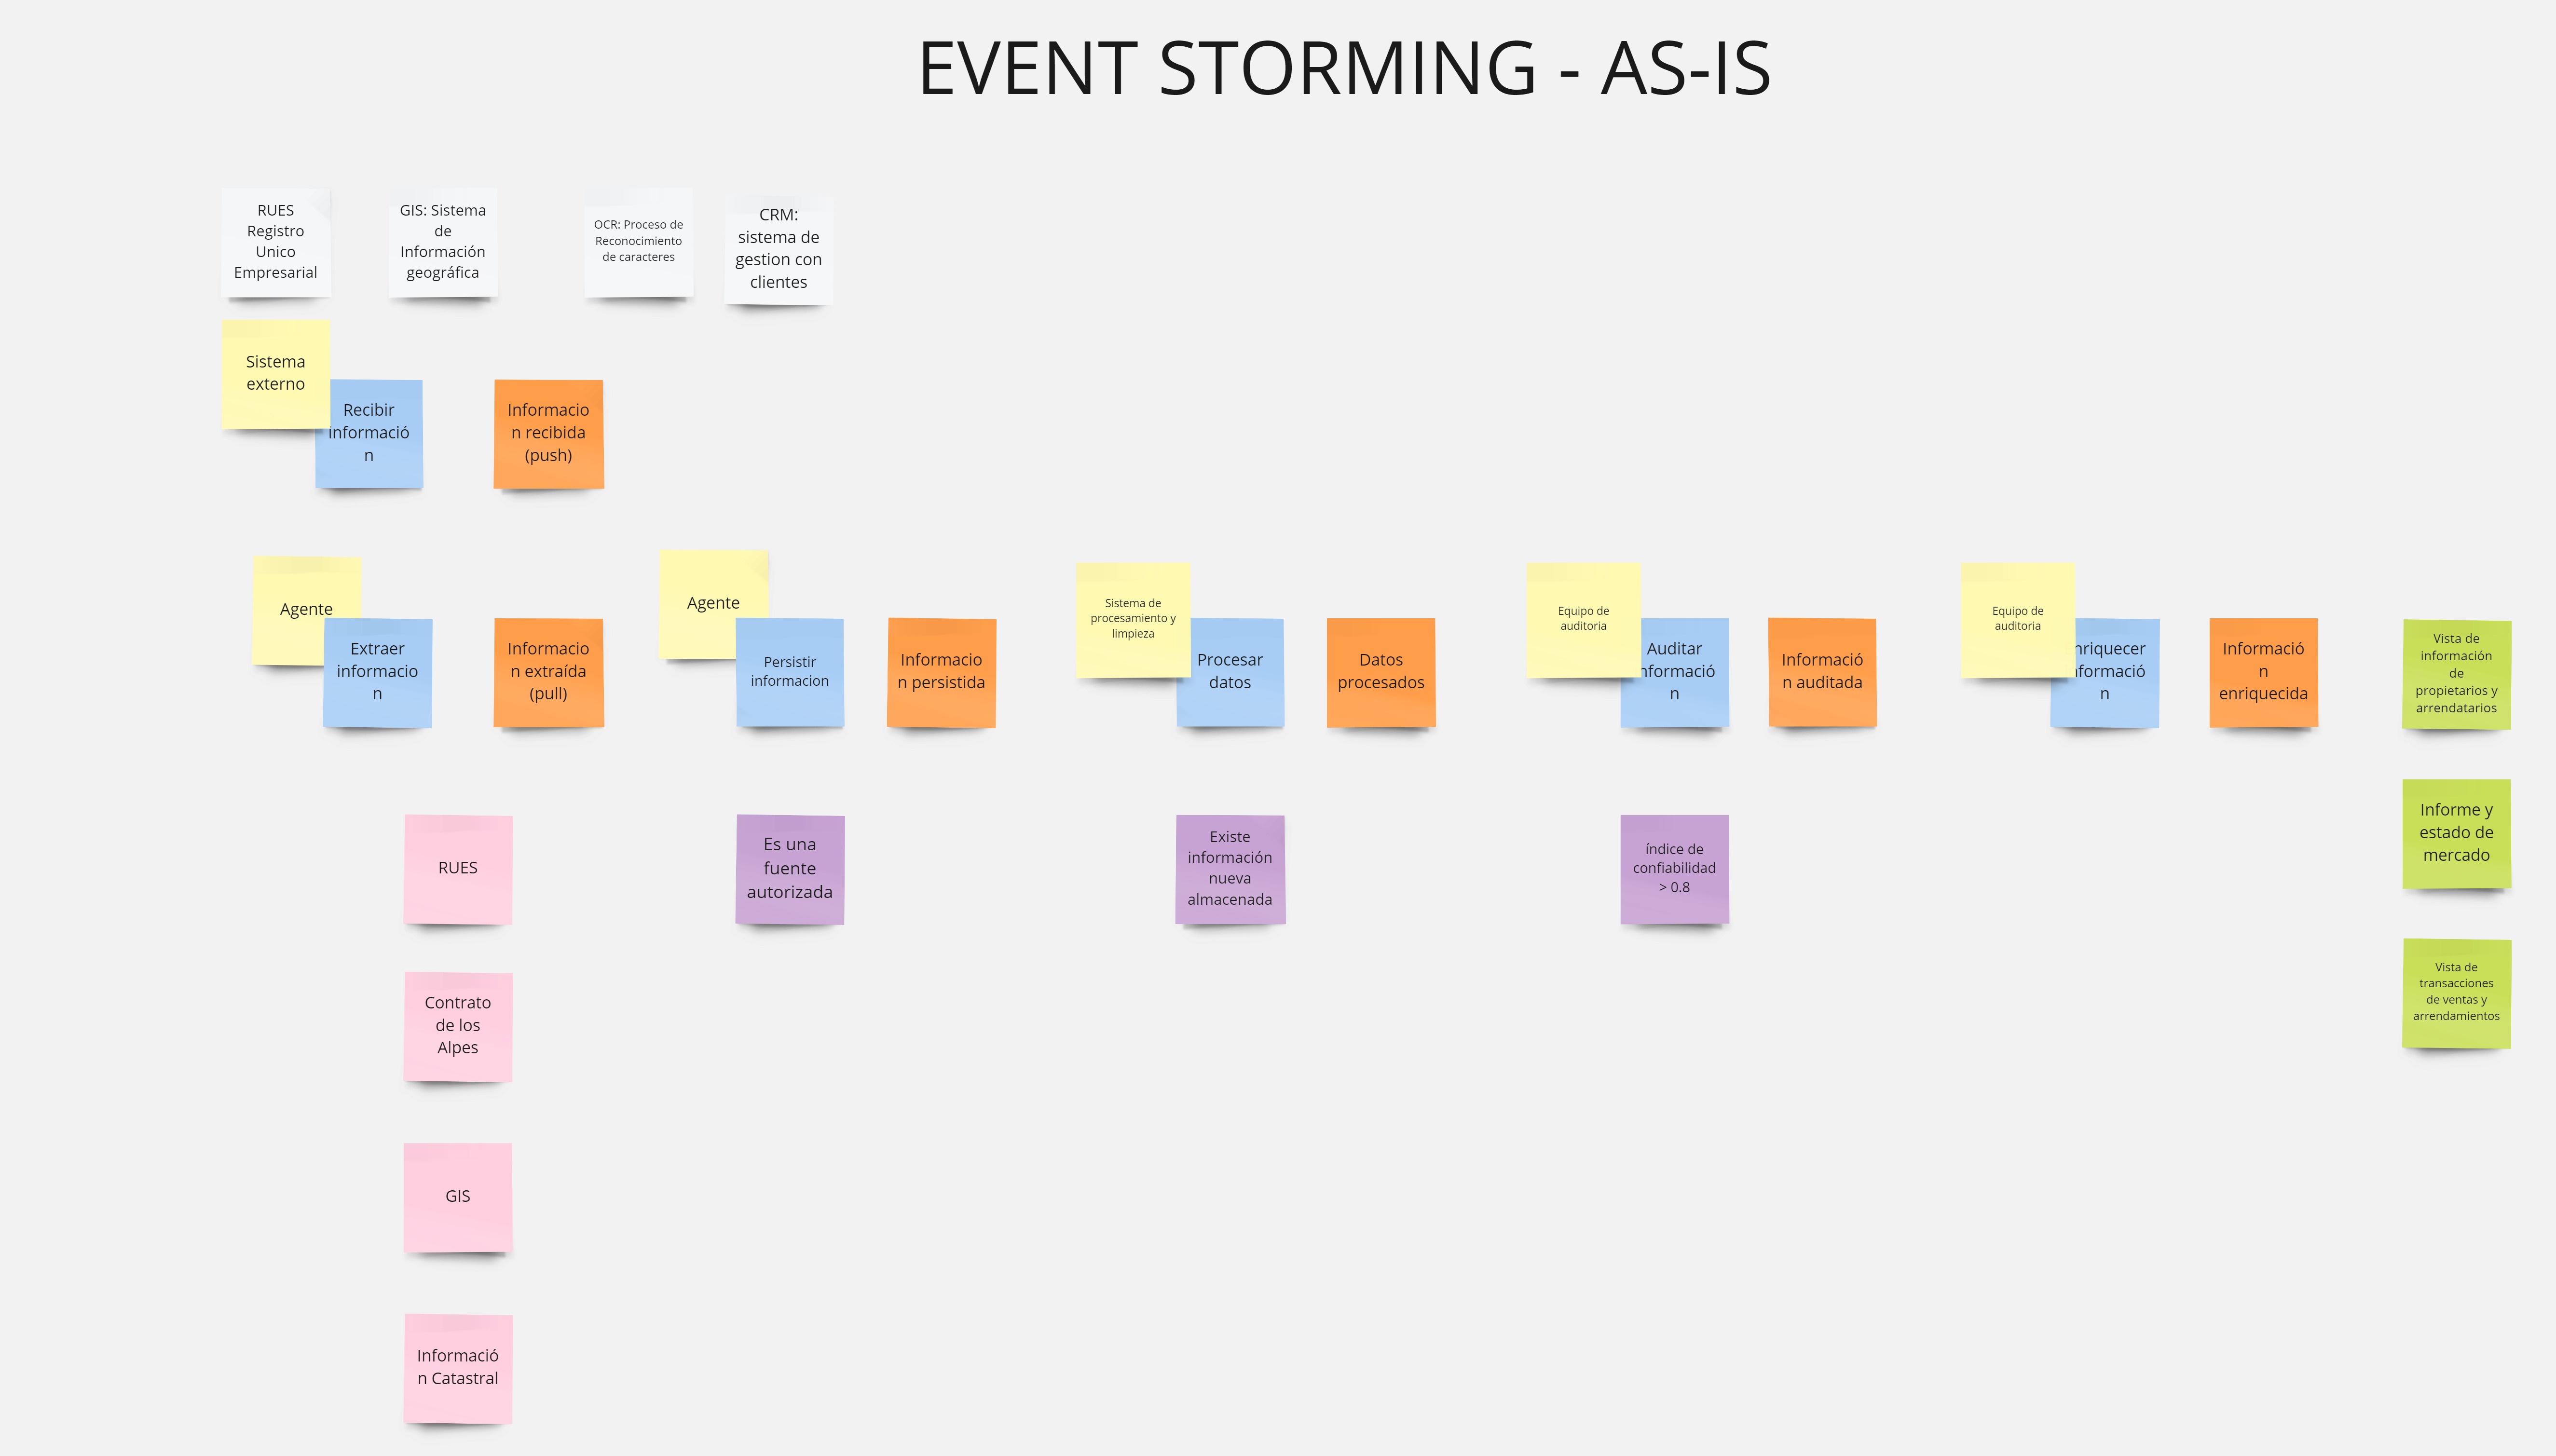 EVENT STORMING - AS-IS
RUES
Registro
Unico
Empresarial
GIS: Sistema
de
Información
geográfica
OCR: Proceso de
Reconocimiento
de caracteres
CRM:
sistema de
gestion con
clientes
Sistema
externo
Recibir
informació
n
Informacio
n recibida
(push)
Agente
Extraer
informacio
n
Informacio
n extraída
(pull)
Agente
Persistir
informacion
Informacio
n persistida
Sistema de
procesamiento y
limpieza
Procesar
datos
Datos
procesados
Equipo de
auditoria
Auditar
nformació
n
Informació
n auditada
Equipo de
auditoria
nriquecer
nformació
n
Informació
n
enriquecida
Vista de
información
de
propietarios y
arrendatarios
RUES
Es una
fuente
autorizada
Existe
información
nueva
almacenada
índice de
confiabilidad
> 0.8
Informe y
estado de
mercado
Contrato
de los
Alpes
Vista de
transacciones
de ventas y
arrendamientos
GIS
Informació
n Catastral